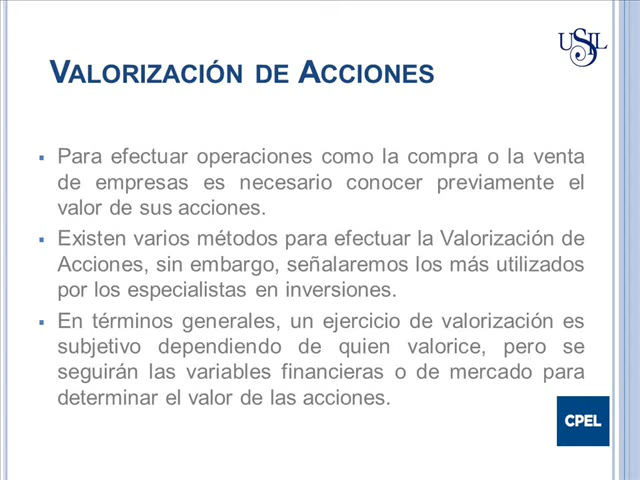 USIL
VALORIZACIÓN DE ACCIONES
Para efectuar operaciones como la compra o la venta
de empresas es necesario conocer previamente el
valor de sus acciones.
Existen varios métodos para efectuar la Valorización de
Acciones, sin embargo, señalaremos los más utilizados
por los especialistas en inversiones.
En términos generales, un ejercicio de valorización es
subjetivo dependiendo de quien valorice, pero se
seguirán las variables financieras o de mercado para
determinar el valor de las acciones.
CPEL